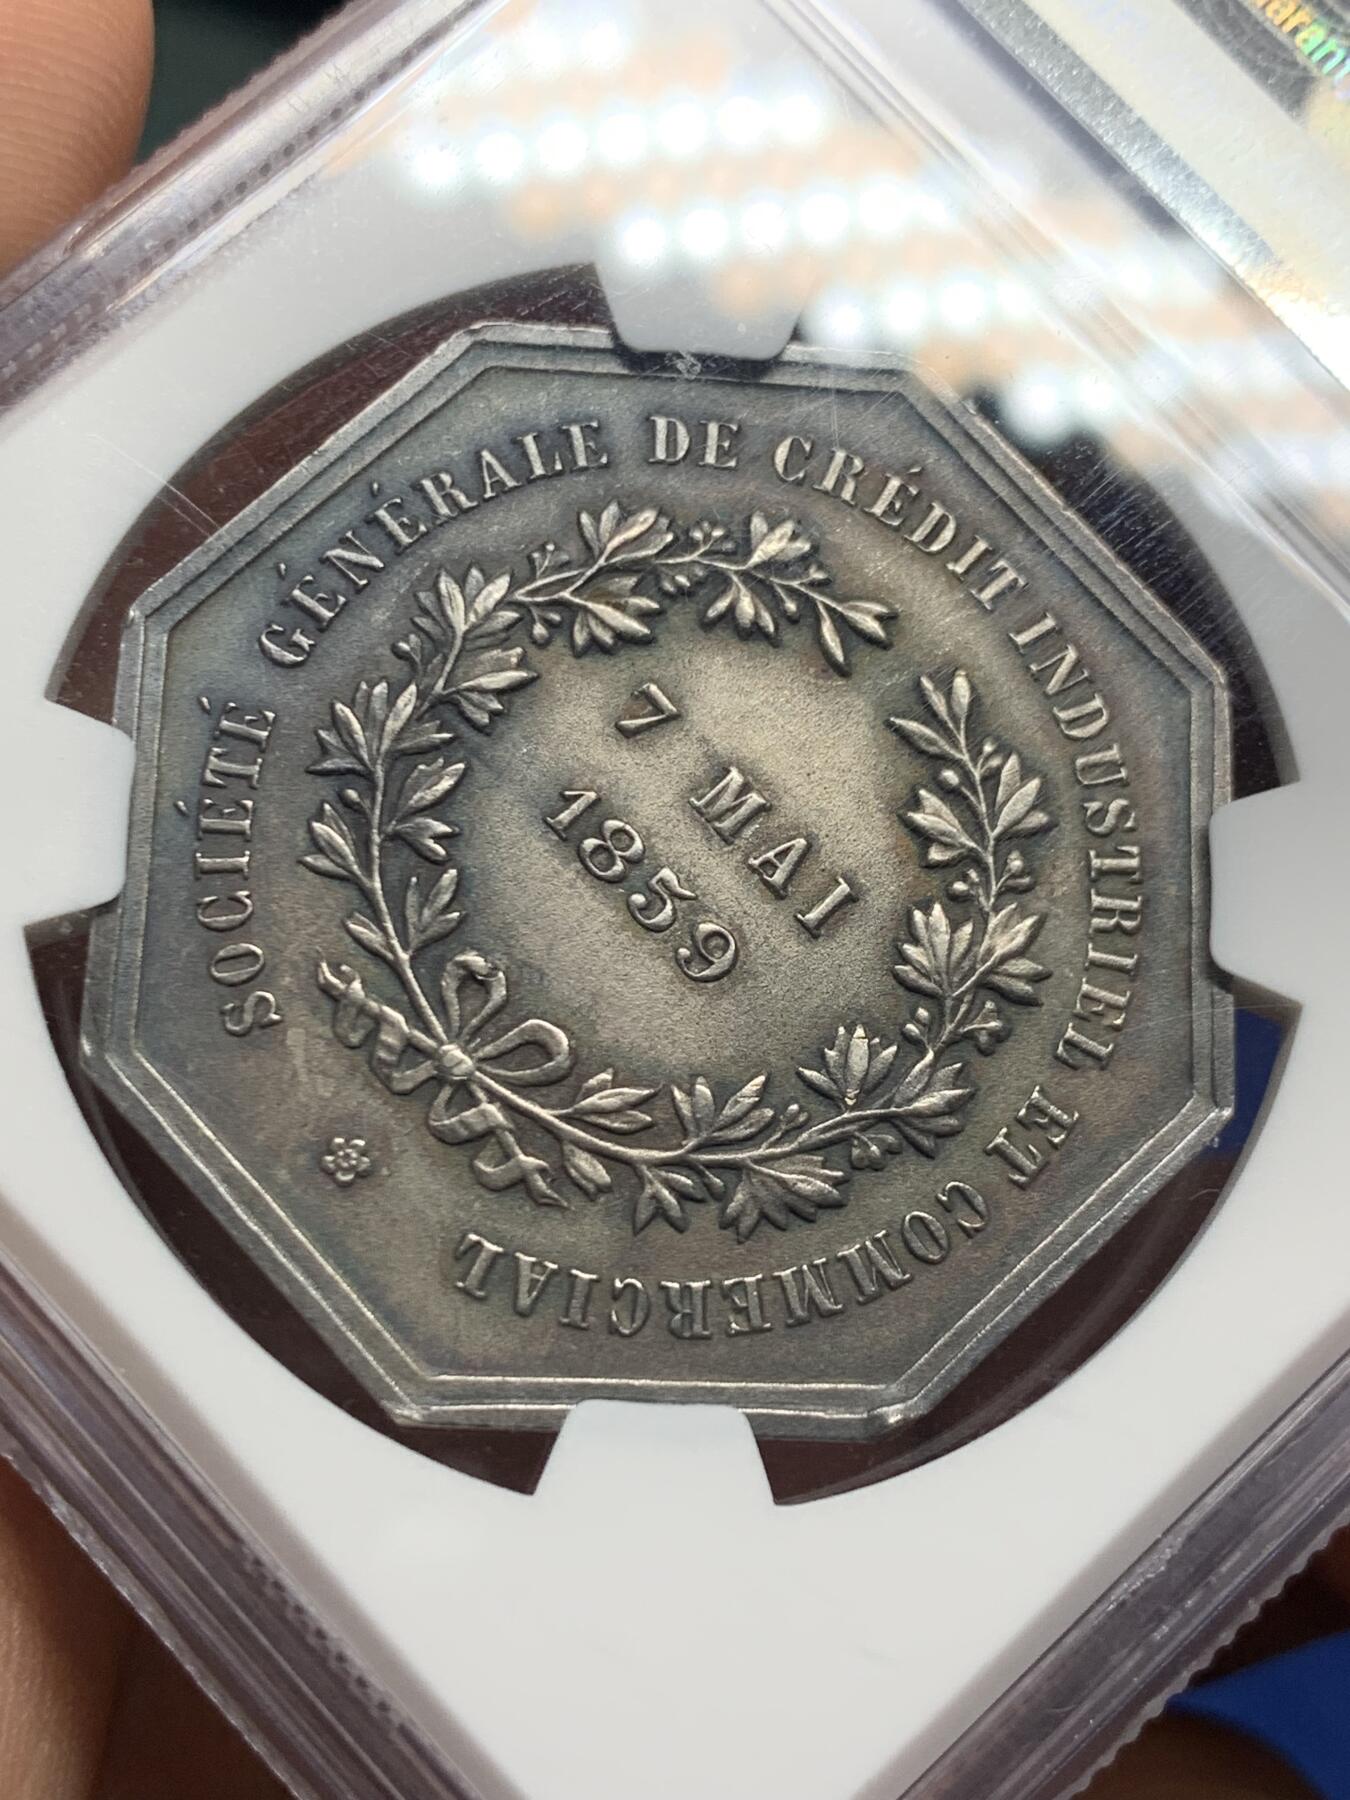 SOCIÉTÉ GÉNÉRALE DE CRÉDIT INDUSTRIEL ET COMMERCIAL
7 MAI
1859